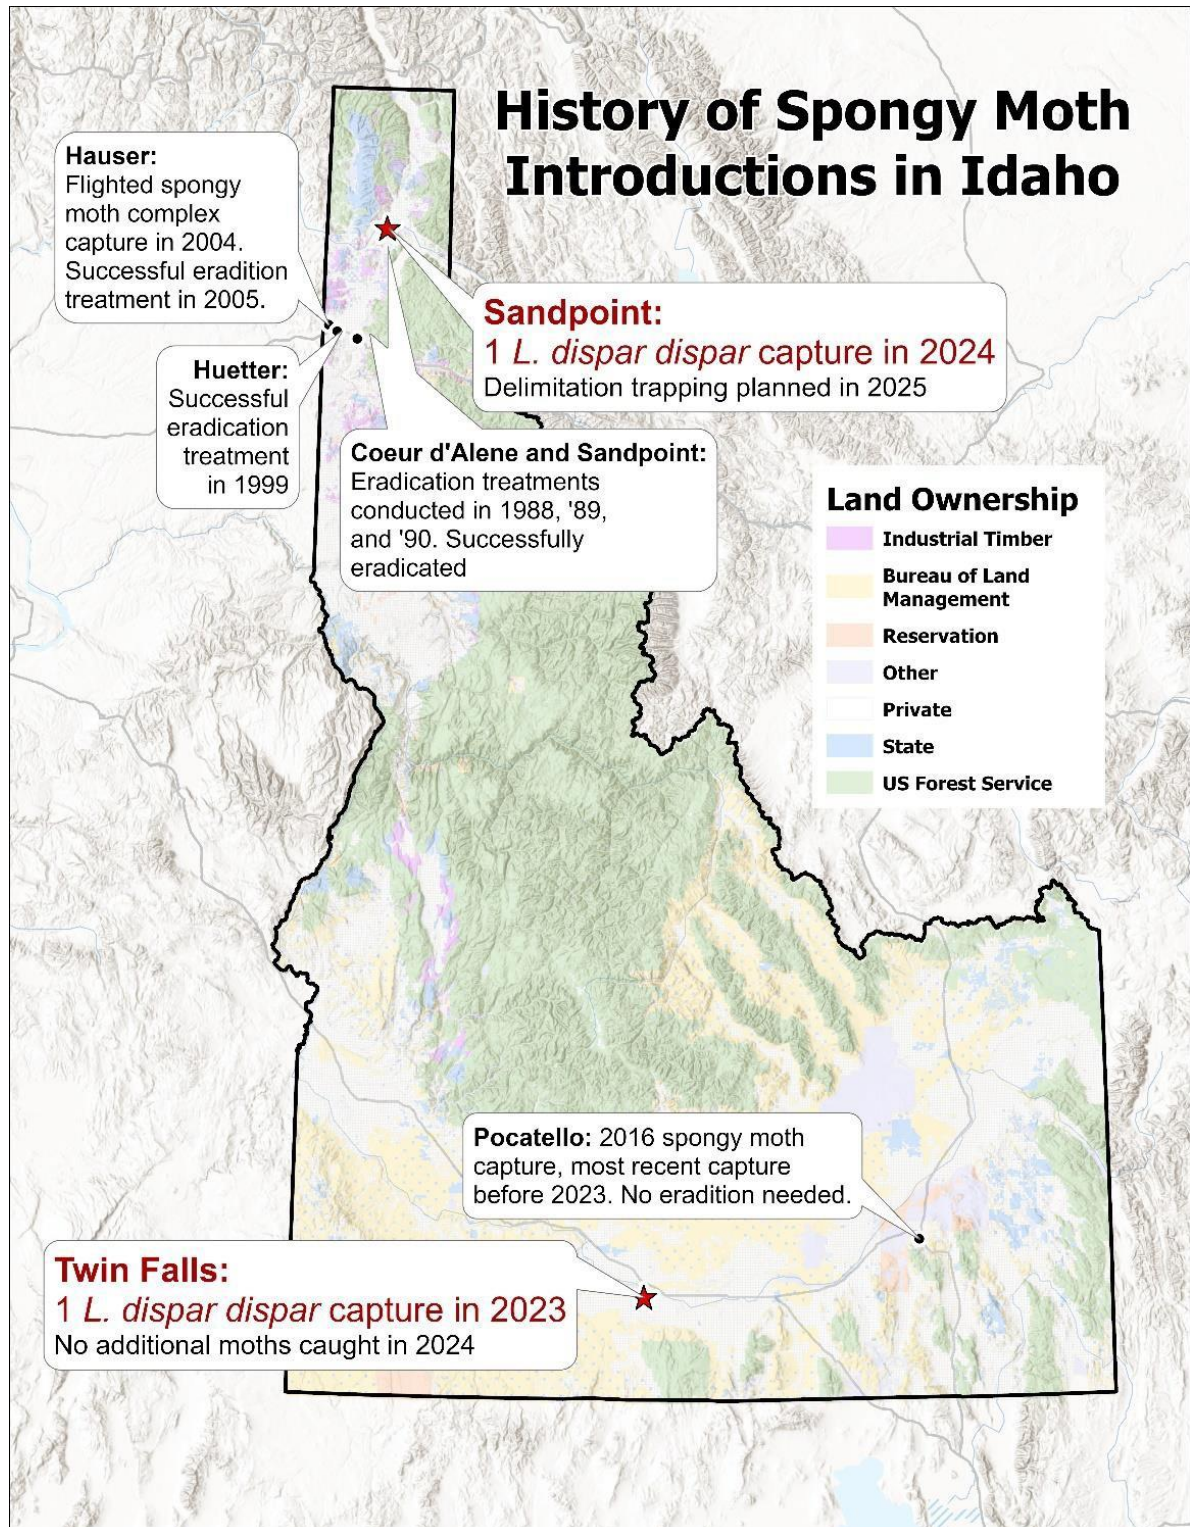 History of Spongy Moth
Introductions in Idaho
Hauser:
Flighted spongy
moth complex
capture in 2004.
Successful eradition
treatment in 2005.
Sandpoint:
1 L. dispar dispar capture in 2024
Delimitation trapping planned in 2025
Huetter:
Successful
eradication
treatment
in 1999
Coeur d'Alene and Sandpoint:
Eradication treatments
conducted in 1988, '89,
and '90. Successfully
eradicated
Land Ownership
Industrial Timber
Bureau of Land
Management
Reservation
Other
Private
State
US Forest Service
Pocatello: 2016 spongy moth
capture, most recent capture
before 2023. No eradition needed.
Twin Falls:
1 L. dispar dispar capture in 2023
No additional moths caught in 2024